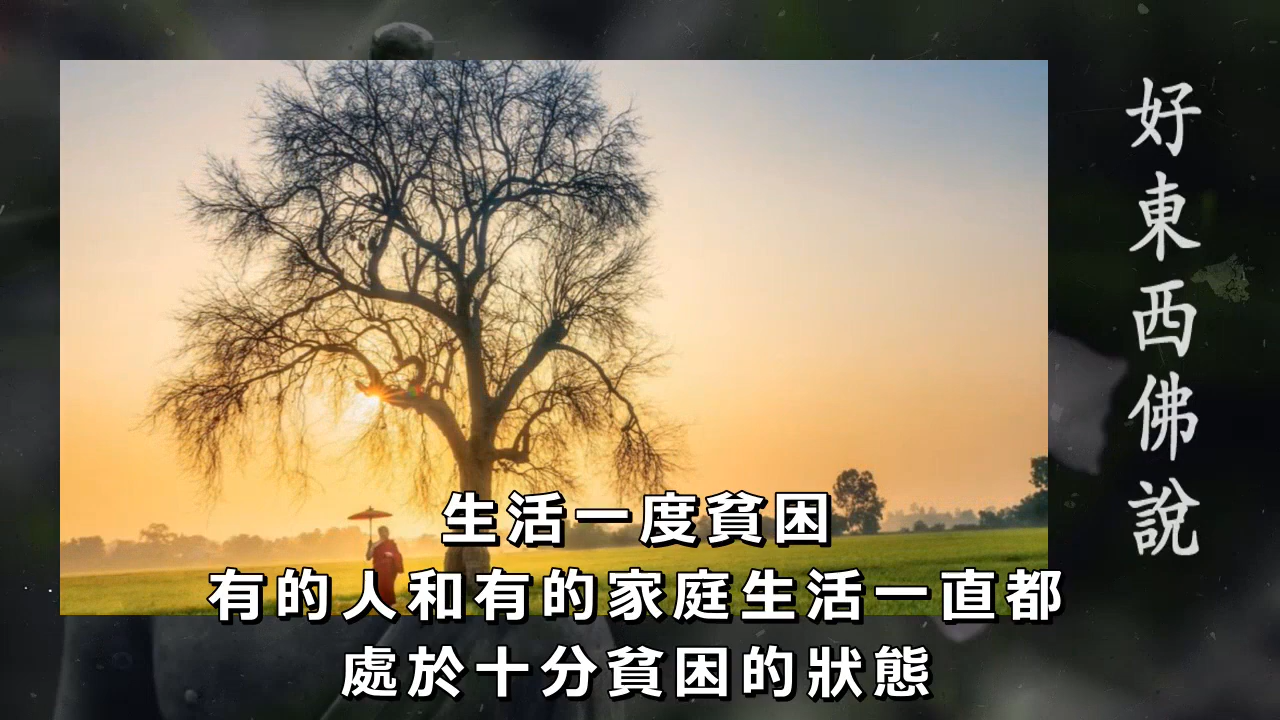 好東西佛說
生活一度貧困
有的人和有的家庭生活一直都
處於十分貧困的狀態